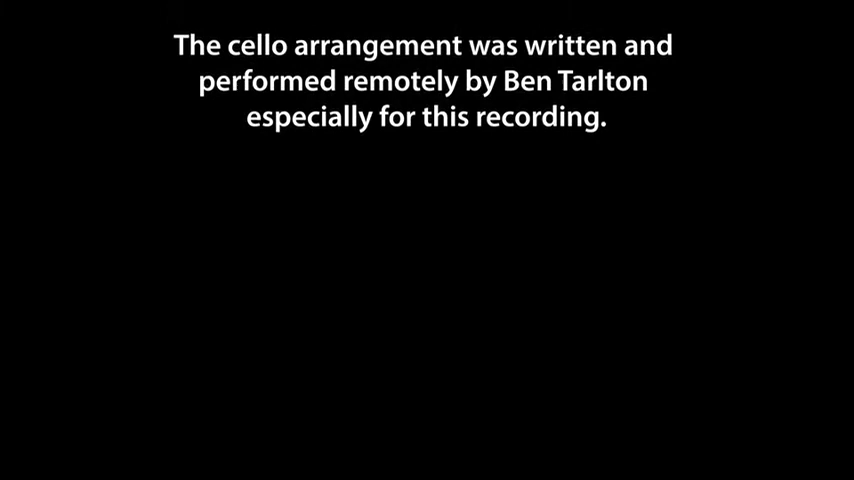 The cello arrangement was written and
performed remotely by Ben Tarlton
especially for this recording.